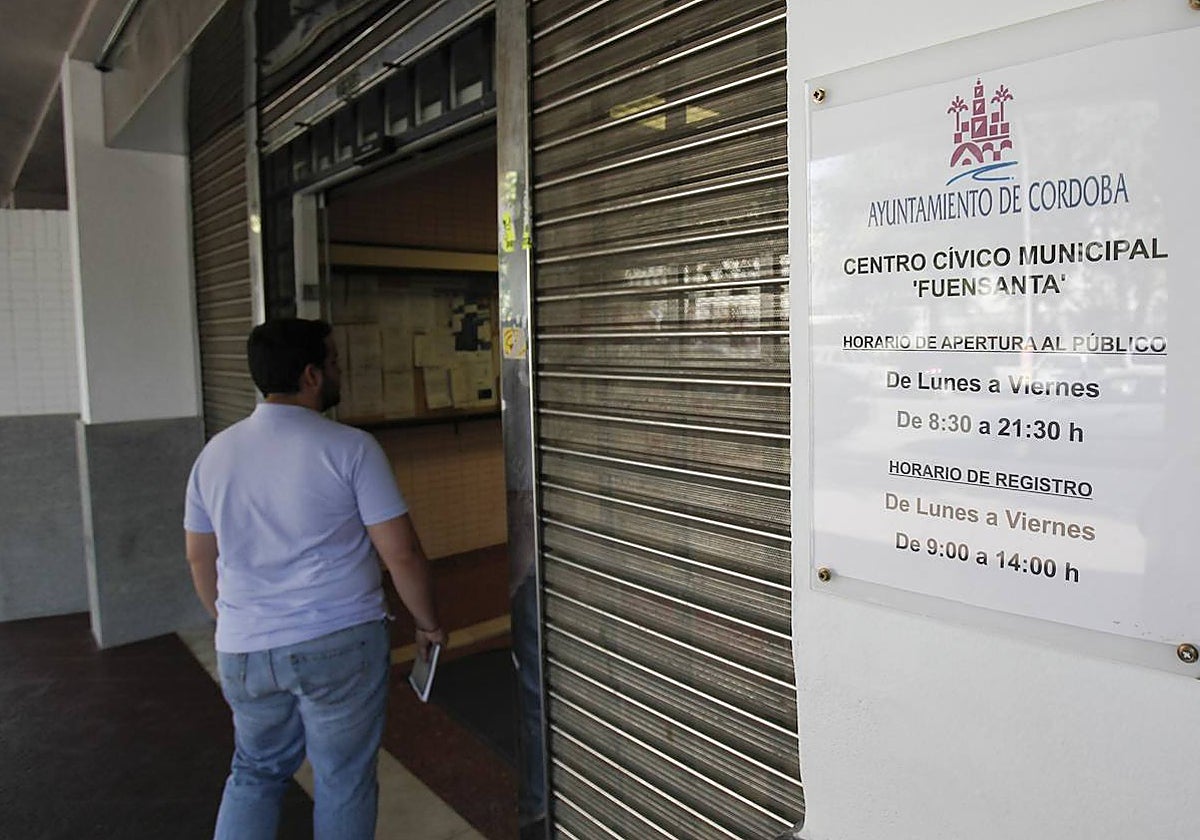 AYUNTAMIENTO DE CORDOBA
CENTRO CÍVICO MUNICIPAL
'FUENSANTA'
HORARIO DE APERTURA AL PÚBLICO
De Lunes a Viernes
De 8:30 a 21:30 h
HORARIO DE REGISTRO
De Lunes a Viernes
De 9:00 a 14:00 h